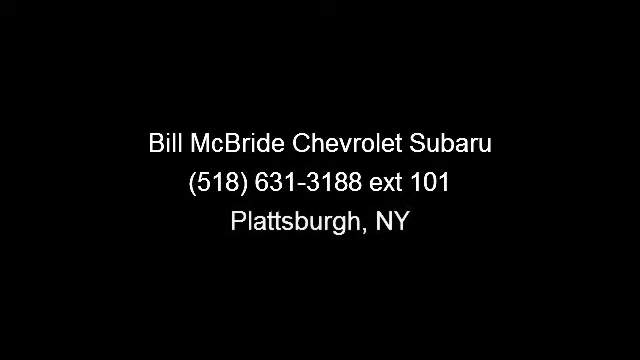 Bill McBride Chevrolet Subaru
(518) 631-3188 ext 101
Plattsburgh, NY